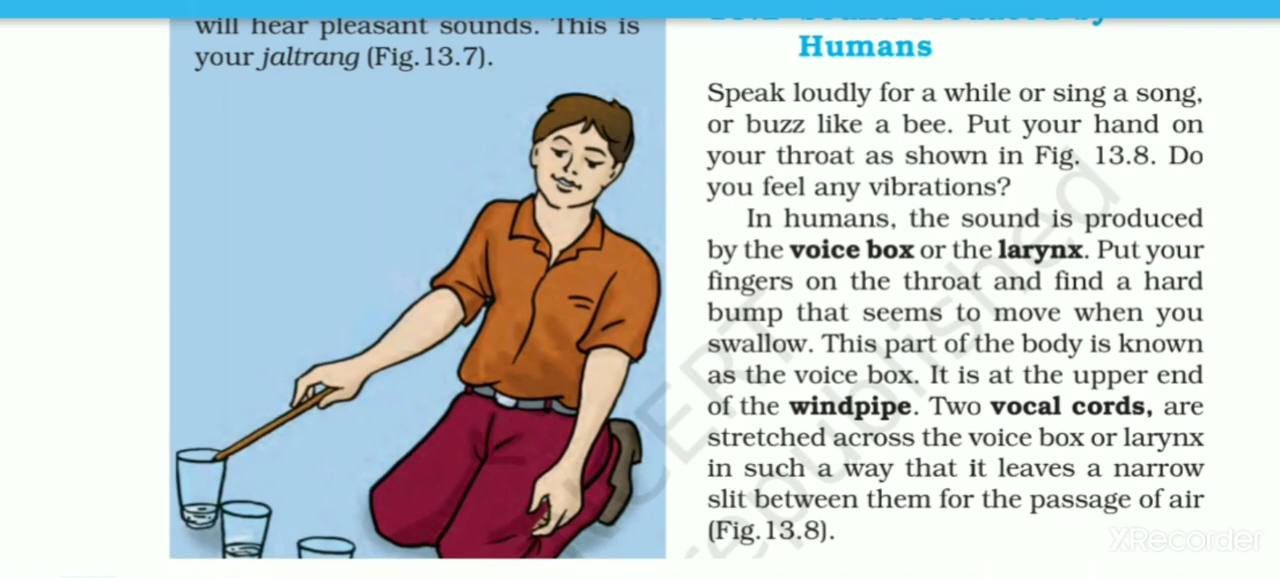 will hear pleasant sounds. This is
your jaltrang (Fig.13.7).
Humans
Speak loudly for a while or sing a song,
or buzz like a bee. Put your hand on
your throat as shown in Fig. 13.8. Do
you feel any vibrations?
In humans, the sound is produced
by the voice box or the larynx. Put your
fingers on the throat and find a hard
bump that seems to move when you
swallow. This part of the body is known
as the voice box. It is at the upper end
of the windpipe. Two vocal cords, are
stretched across the voice box or larynx
in such a way that it leaves a narrow
slit between them for the passage of air
(Fig.13.8).
NCERT
republished
XRecorder